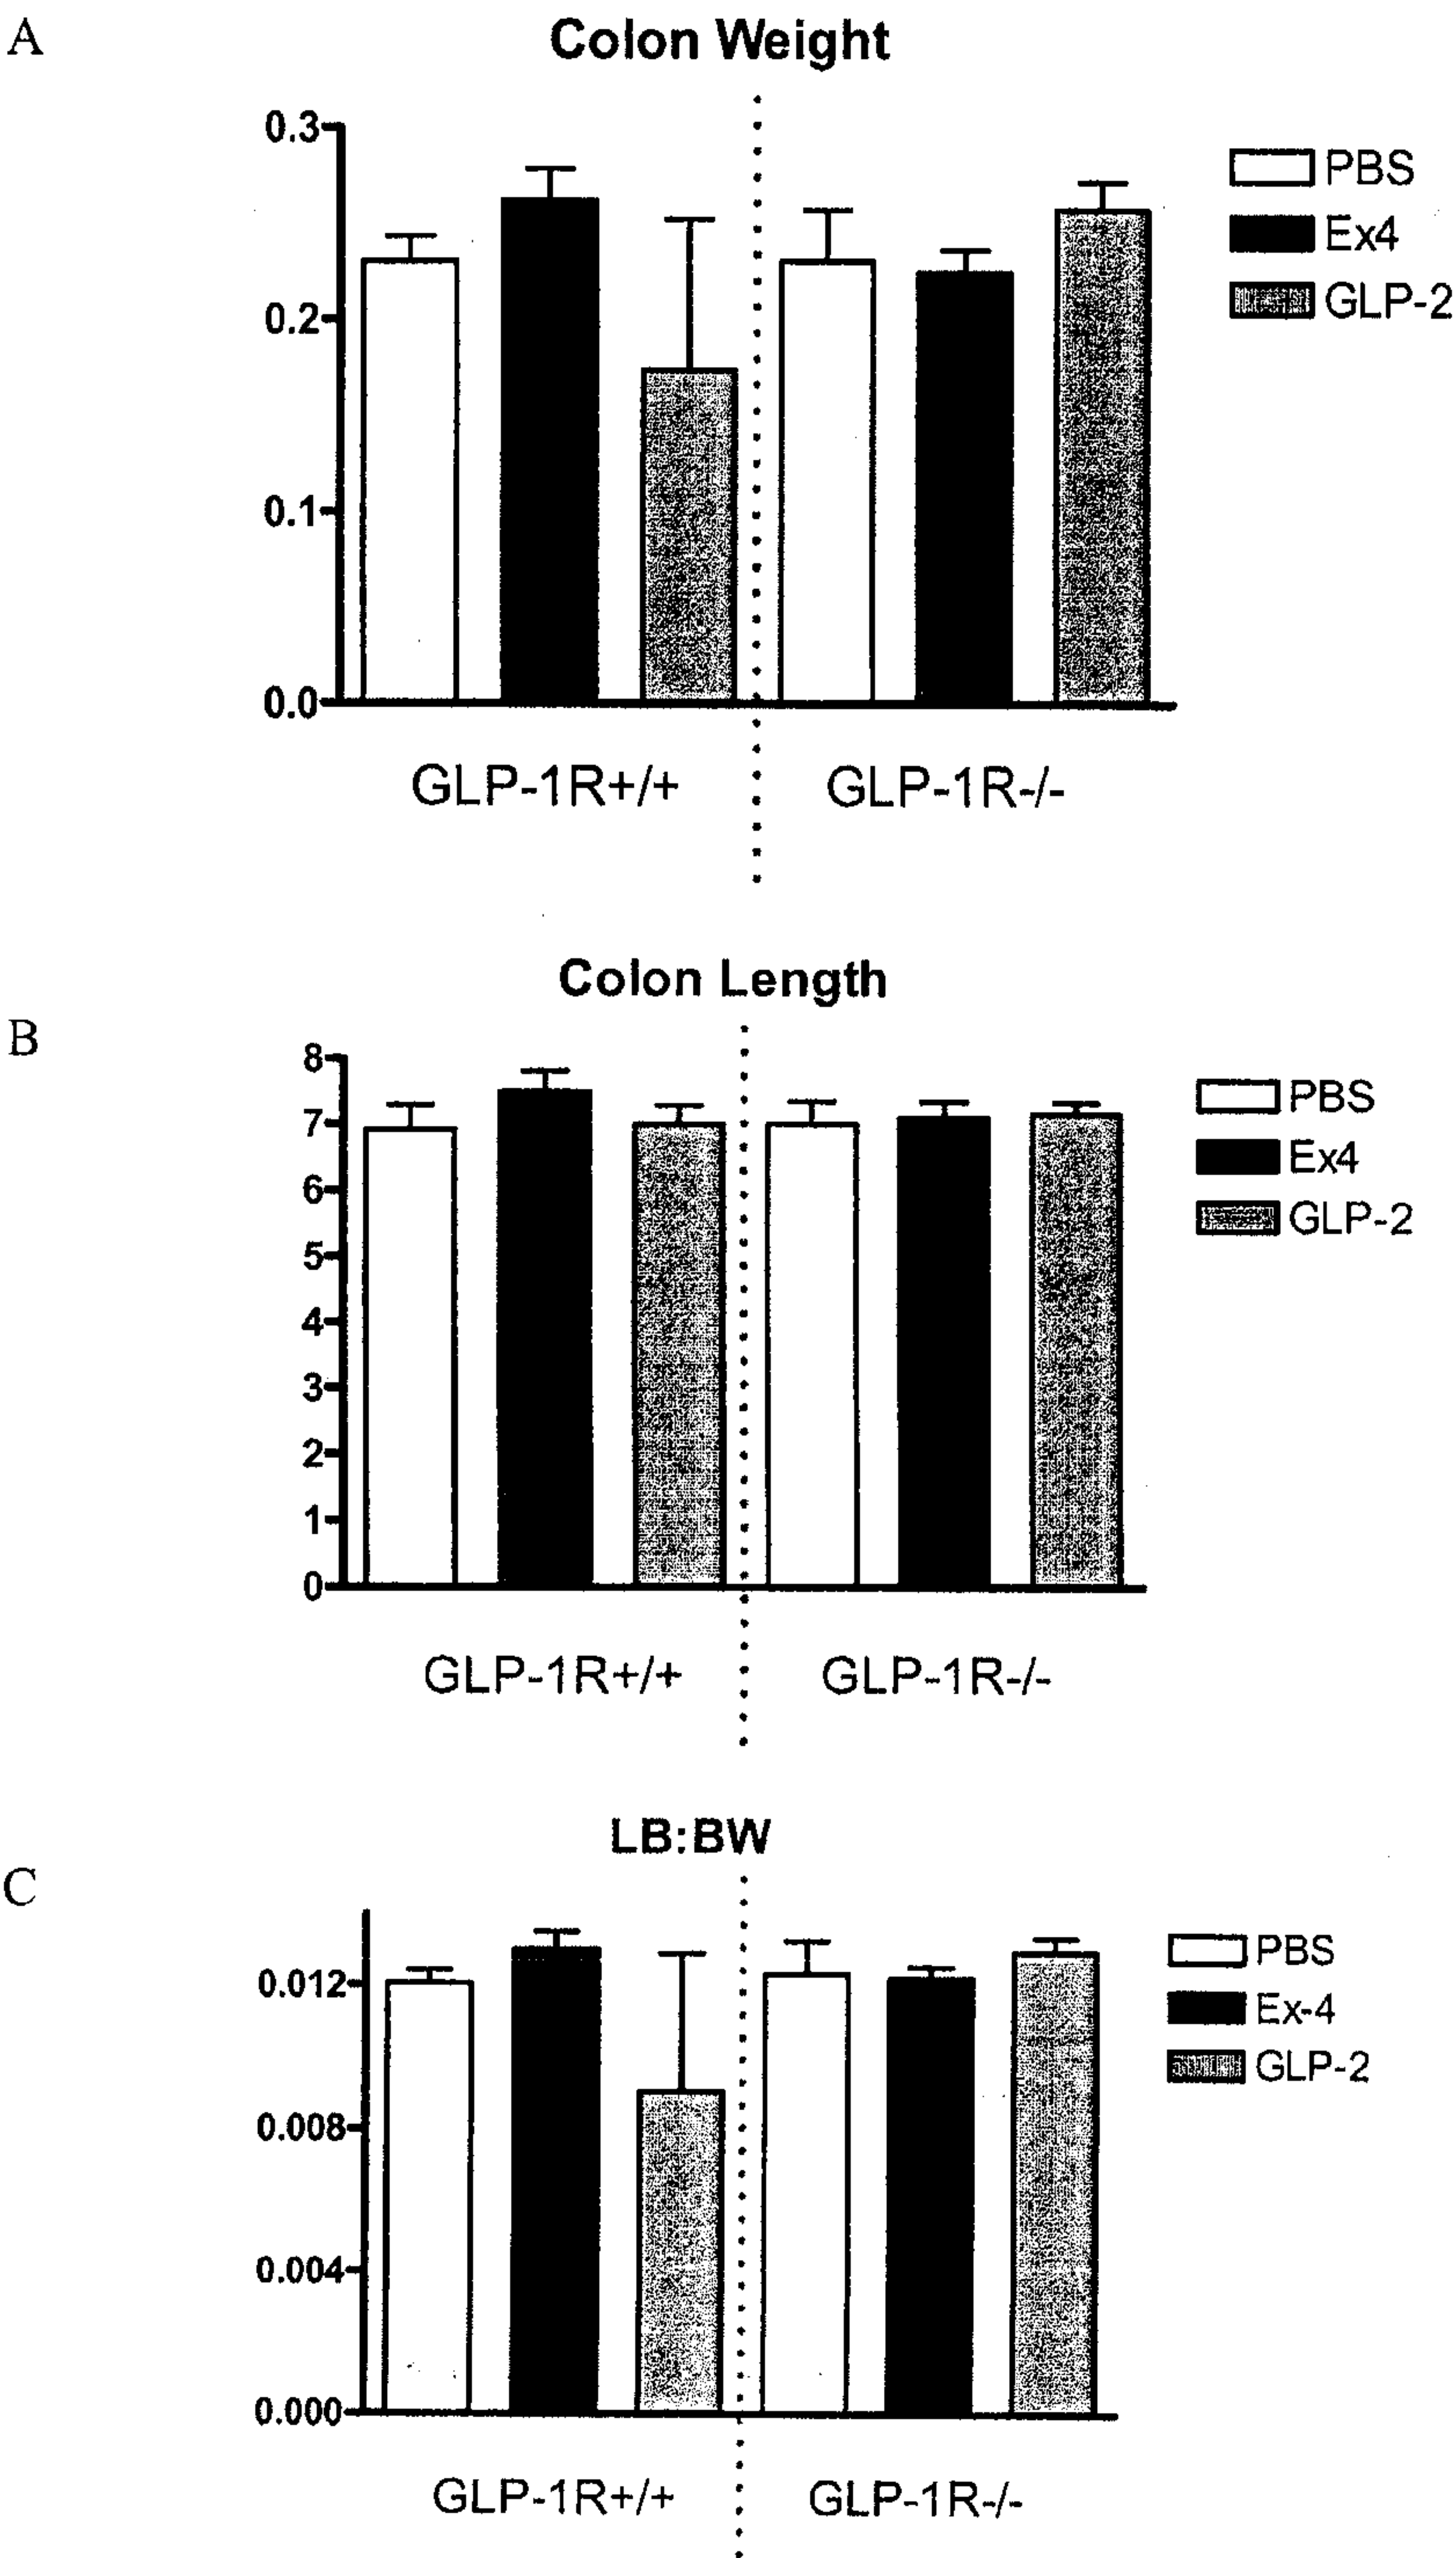 A
Colon Weight
0.3
0.2
0.1
0.0
PBS
Ex4
GLP-2
GLP-1R+/+
GLP-1R-/-
Colon Length
B
8
7
6
5
4
3
2
1
0
PBS
Ex4
GLP-2
GLP-1R+/+
GLP-1R-/-
LB:BW
C
0.012
0.008
0.004
0.000
PBS
Ex-4
GLP-2
GLP-1R+/+
GLP-1R-/-